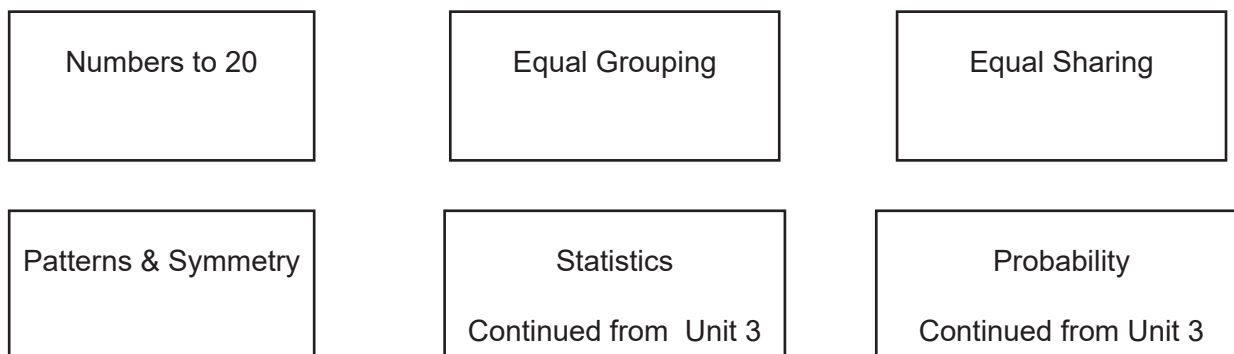 Numbers to 20
Equal Grouping
Equal Sharing
Patterns & Symmetry
Statistics
Continued from Unit 3
Probability
Continued from Unit 3